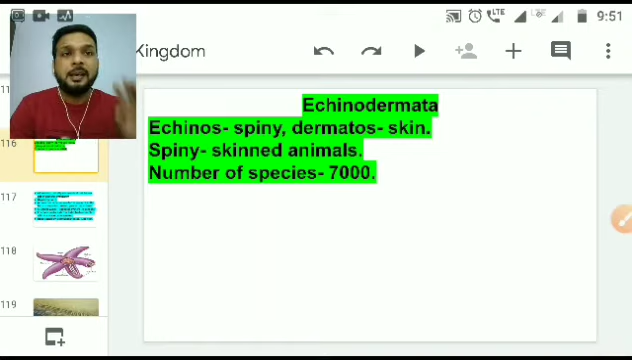 9:51
Kingdom
LTE
Echinodermata
Echinos- spiny, dermatos- skin.
Spiny- skinned animals.
Number of species- 7000.
116
117
118
119